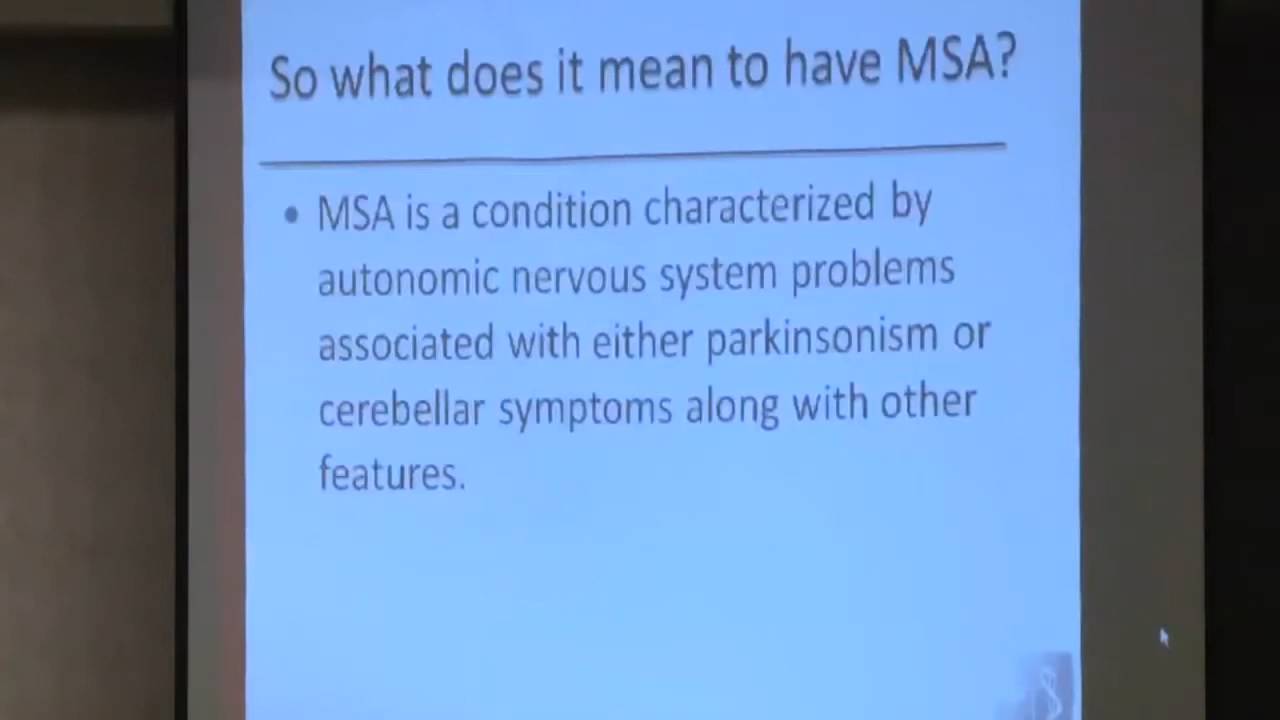 So what does it mean to have MSA?
• MSA is a condition characterized by
autonomic nervous system problems
associated with either parkinsonism or
cerebellar symptoms along with other
features.